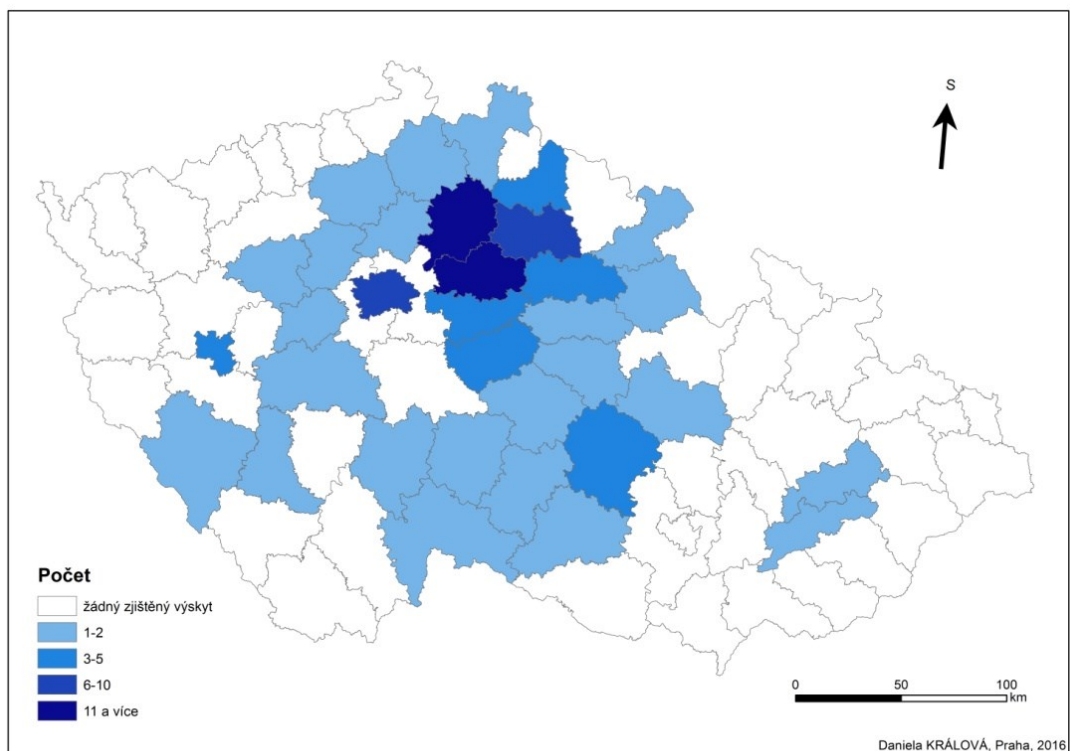 S
Počet
žádný zjištěný výskyt
1-2
3-5
6-10
11 a více
0 50 100
km
Daniela KRÁLOVÁ, Praha, 2016